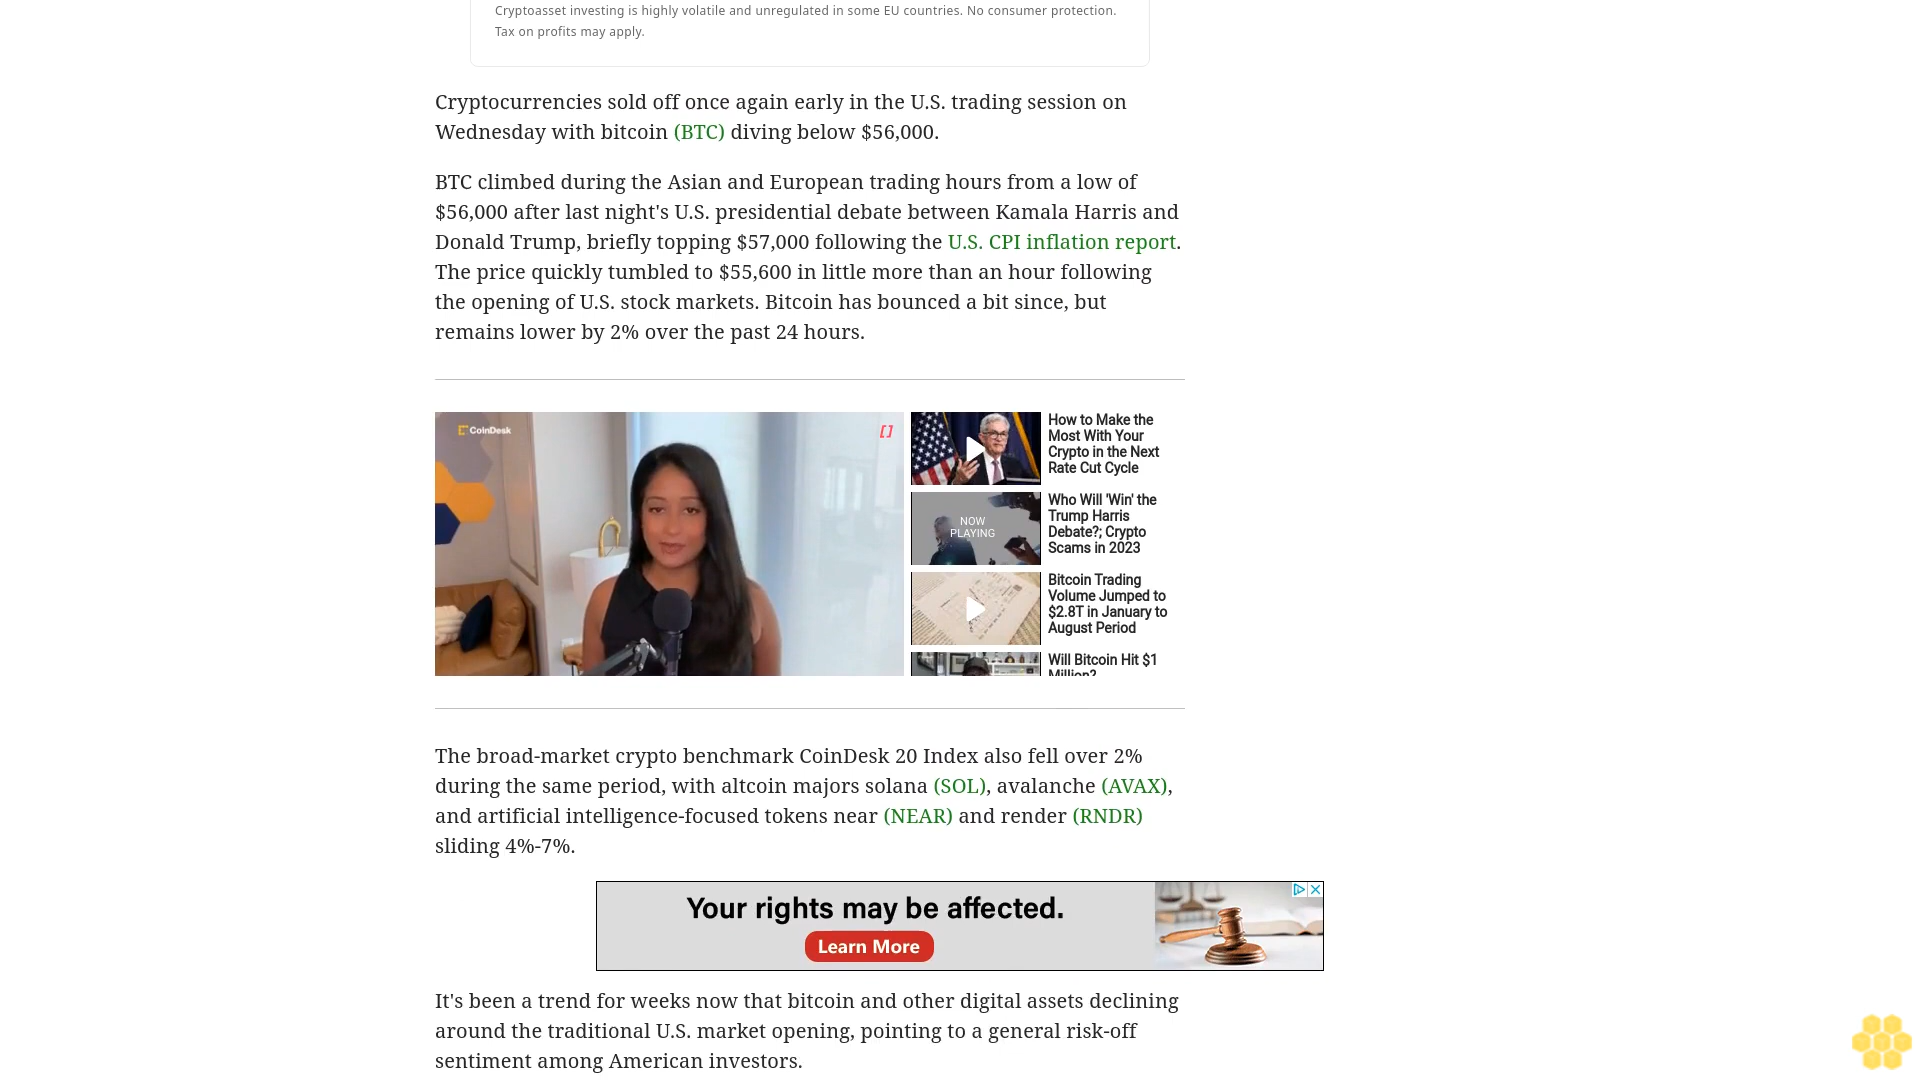 Cryptoasset investing is highly volatile and unregulated in some EU countries. No consumer protection.
Tax on profits may apply.
Cryptocurrencies sold off once again early in the U.S. trading session on
Wednesday with bitcoin (BTC) diving below $56,000.
BTC climbed during the Asian and European trading hours from a low of
$56,000 after last night's U.S. presidential debate between Kamala Harris and
Donald Trump, briefly topping $57,000 following the U.S. CPI inflation report.
The price quickly tumbled to $55,600 in little more than an hour following
the opening of U.S. stock markets. Bitcoin has bounced a bit since, but
remains lower by 2% over the past 24 hours.
CoinDesk
How to Make the
Most With Your
Crypto in the Next
Rate Cut Cycle
NOW
PLAYING
Who Will 'Win' the
Trump Harris
Debate?; Crypto
Scams in 2023
Bitcoin Trading
Volume Jumped to
$2.8T in January to
August Period
Will Bitcoin Hit $1
Million?
The broad-market crypto benchmark CoinDesk 20 Index also fell over 2%
during the same period, with altcoin majors solana (SOL), avalanche (AVAX),
and artificial intelligence-focused tokens near (NEAR) and render (RNDR)
sliding 4%-7%.
Your rights may be affected.
Learn More
It's been a trend for weeks now that bitcoin and other digital assets declining
around the traditional U.S. market opening, pointing to a general risk-off
sentiment among American investors.